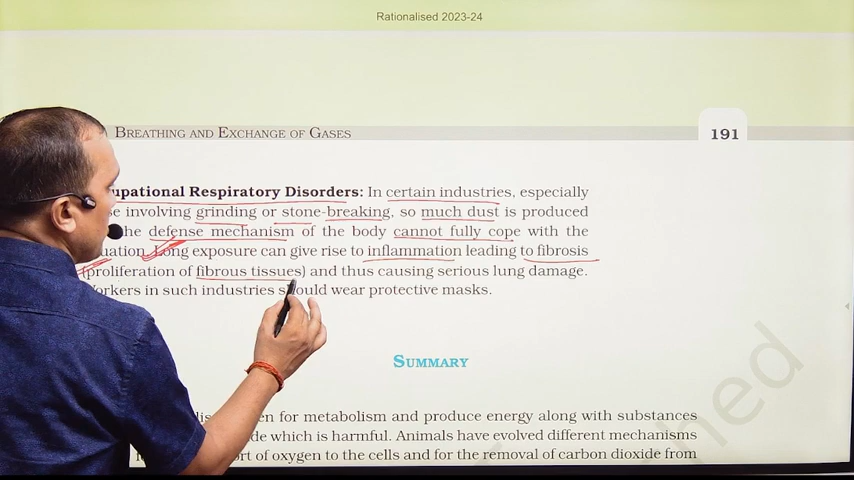 Rationalised 2023-24
BREATHING AND EXCHANGE OF GASES
191
upational Respiratory Disorders: In certain industries, especially
se involving grinding or stone-breaking, so much dust is produced
the defense mechanism of the body cannot fully cope with the
uation. Long exposure can give rise to inflammation leading to fibrosis
(proliferation of fibrous tissues) and thus causing serious lung damage.
orkers in such industries should wear protective masks.
SUMMARY
en for metabolism and produce energy along with substances
de which is harmful. Animals have evolved different mechanisms
rt of oxygen to the cells and for the removal of carbon dioxide from
hed